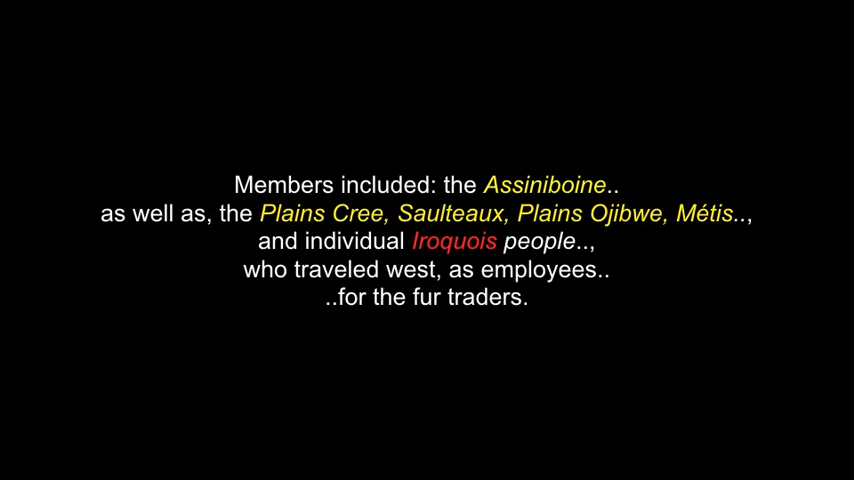 Members included: the Assiniboine..
as well as, the Plains Cree, Saulteaux, Plains Ojibwe, Métis..,
and individual Iroquois people..,
who traveled west, as employees..
..for the fur traders.